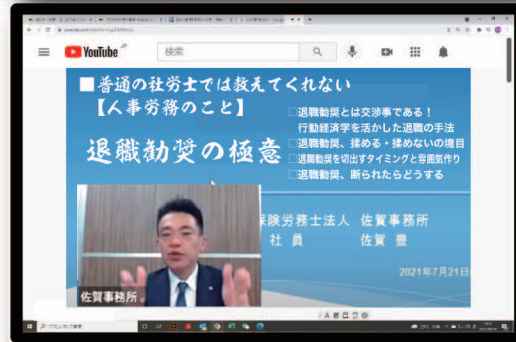 YouTube JP
検索
■普通の社労士では教えてくれない
【人事労務のこと】
退職勧奨の極意
□退職勧奨とは交渉事である！
行動経済学を活かした退職の手法
□退職勧奨、揉める・揉めないの境目
□退職勧奨を切出すタイミングと雰囲気作り
□退職勧奨、断られたらどうする
保険労務士法人 佐賀事務所
社員 佐賀 豊
2021年7月21日
佐賀事務所